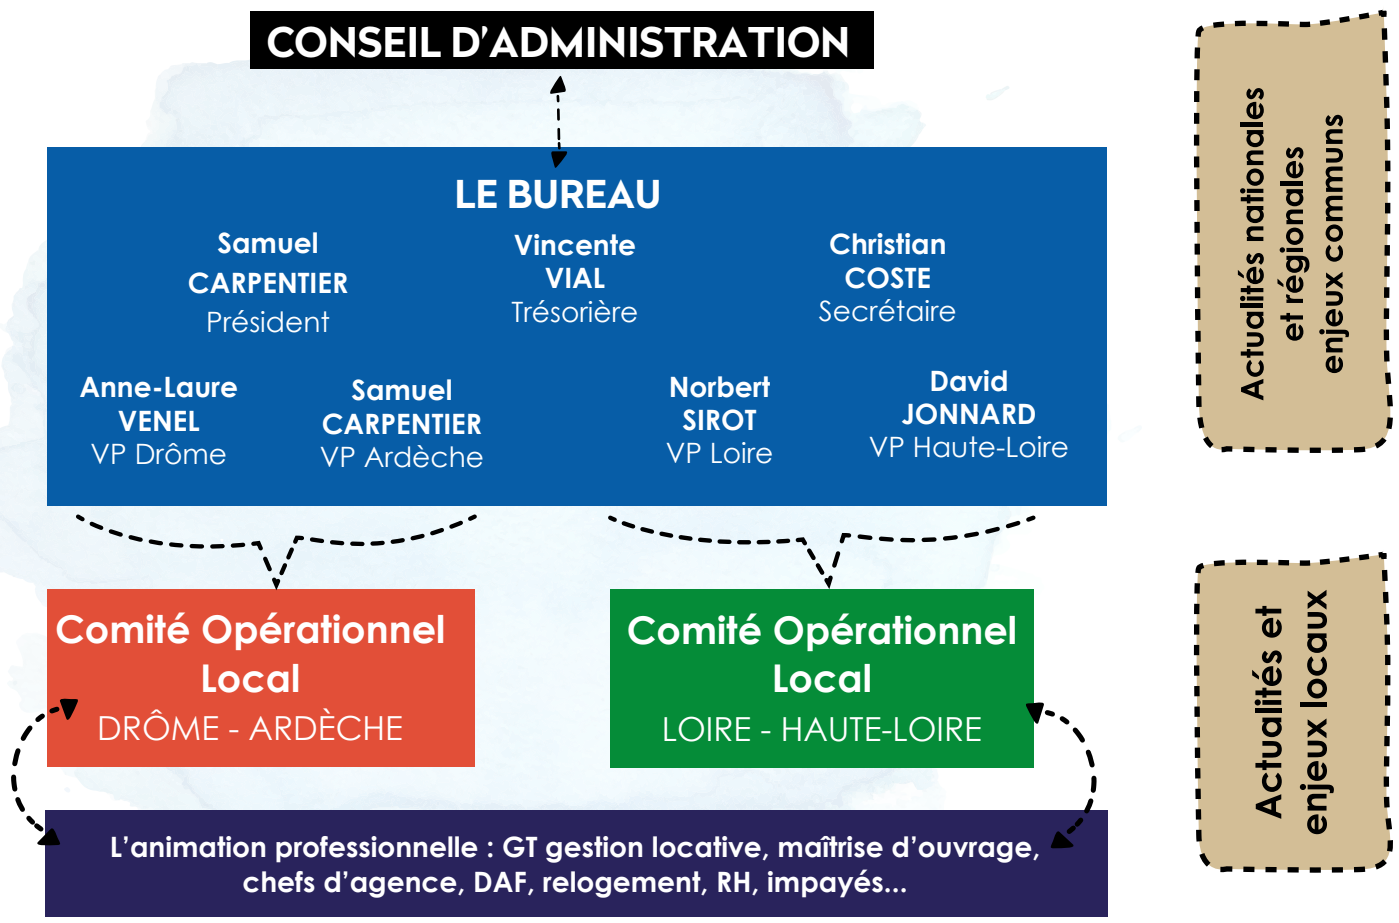 CONSEIL D'ADMINISTRATION
LE BUREAU
Samuel
CARPENTIER
Président
Vincente
VIAL
Trésorière
Christian
COSTE
Secrétaire
Anne-Laure
VENEL
VP Drôme
Samuel
CARPENTIER
VP Ardèche
Norbert
SIROT
VP Loire
David
JONNARD
VP Haute-Loire
Comité Opérationnel
Local
DRÔME - ARDÈCHE
Comité Opérationnel
Local
LOIRE - HAUTE-LOIRE
L'animation professionnelle : GT gestion locative, maîtrise d'ouvrage,
chefs d'agence, DAF, relogement, RH, impayés...
Actualités nationales
et régionales
enjeux communs
Actualités et
enjeux locaux